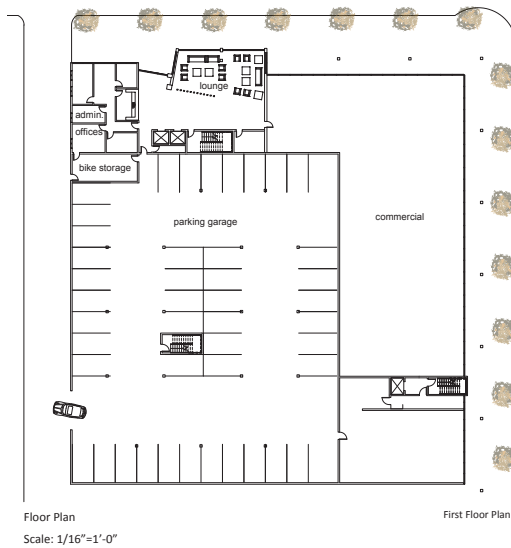 lounge
admin.
offices
bike storage
parking garage
commercial
Floor Plan
First Floor Plan
Scale: 1/16"=1'-0"